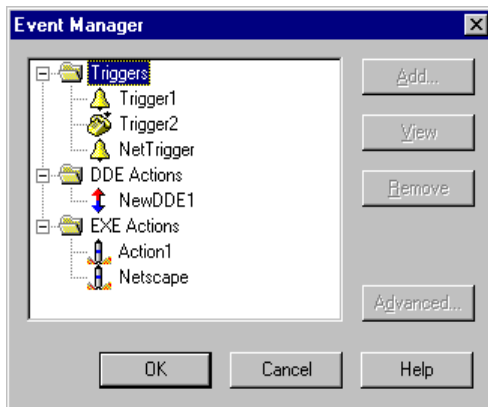 Event Manager
Triggers
Trigger1
Trigger2
NetTrigger
DDE Actions
NewDDE1
EXE Actions
Action1
Netscape
Add...
View
Remove
Advanced...
OK
Cancel
Help